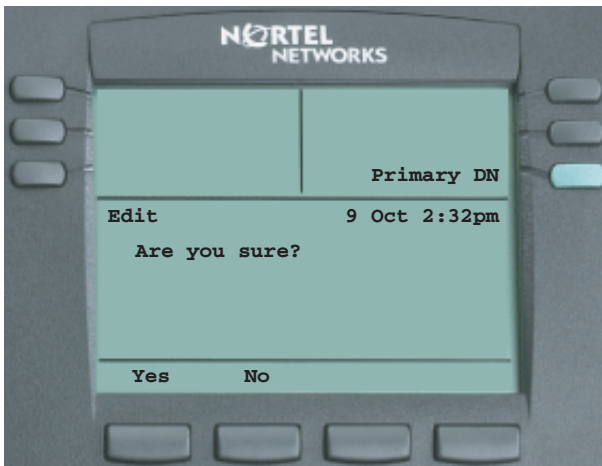 NORTEL
NETWORKS
Primary DN
Edit 9 Oct 2:32pm
Are you sure?
Yes No